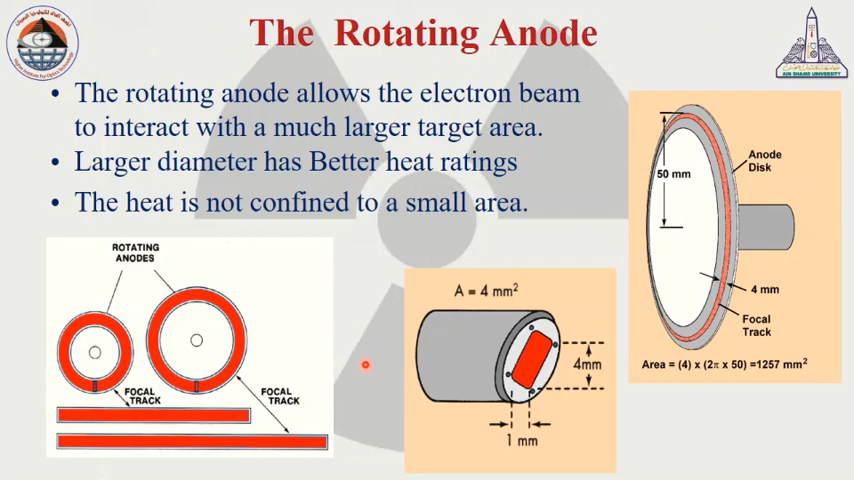 The Rotating Anode
• The rotating anode allows the electron beam
to interact with a much larger target area.
• Larger diameter has Better heat ratings
• The heat is not confined to a small area.
ROTATING
ANODES
FOCAL
TRACK
FOCAL
TRACK
A = 4 mm²
4mm
1 mm
50 mm
Anode
Disk
4 mm
Focal
Track
Area = (4) x (2π x 50) =1257 mm²
AIN SHAMS UNIVERSITY